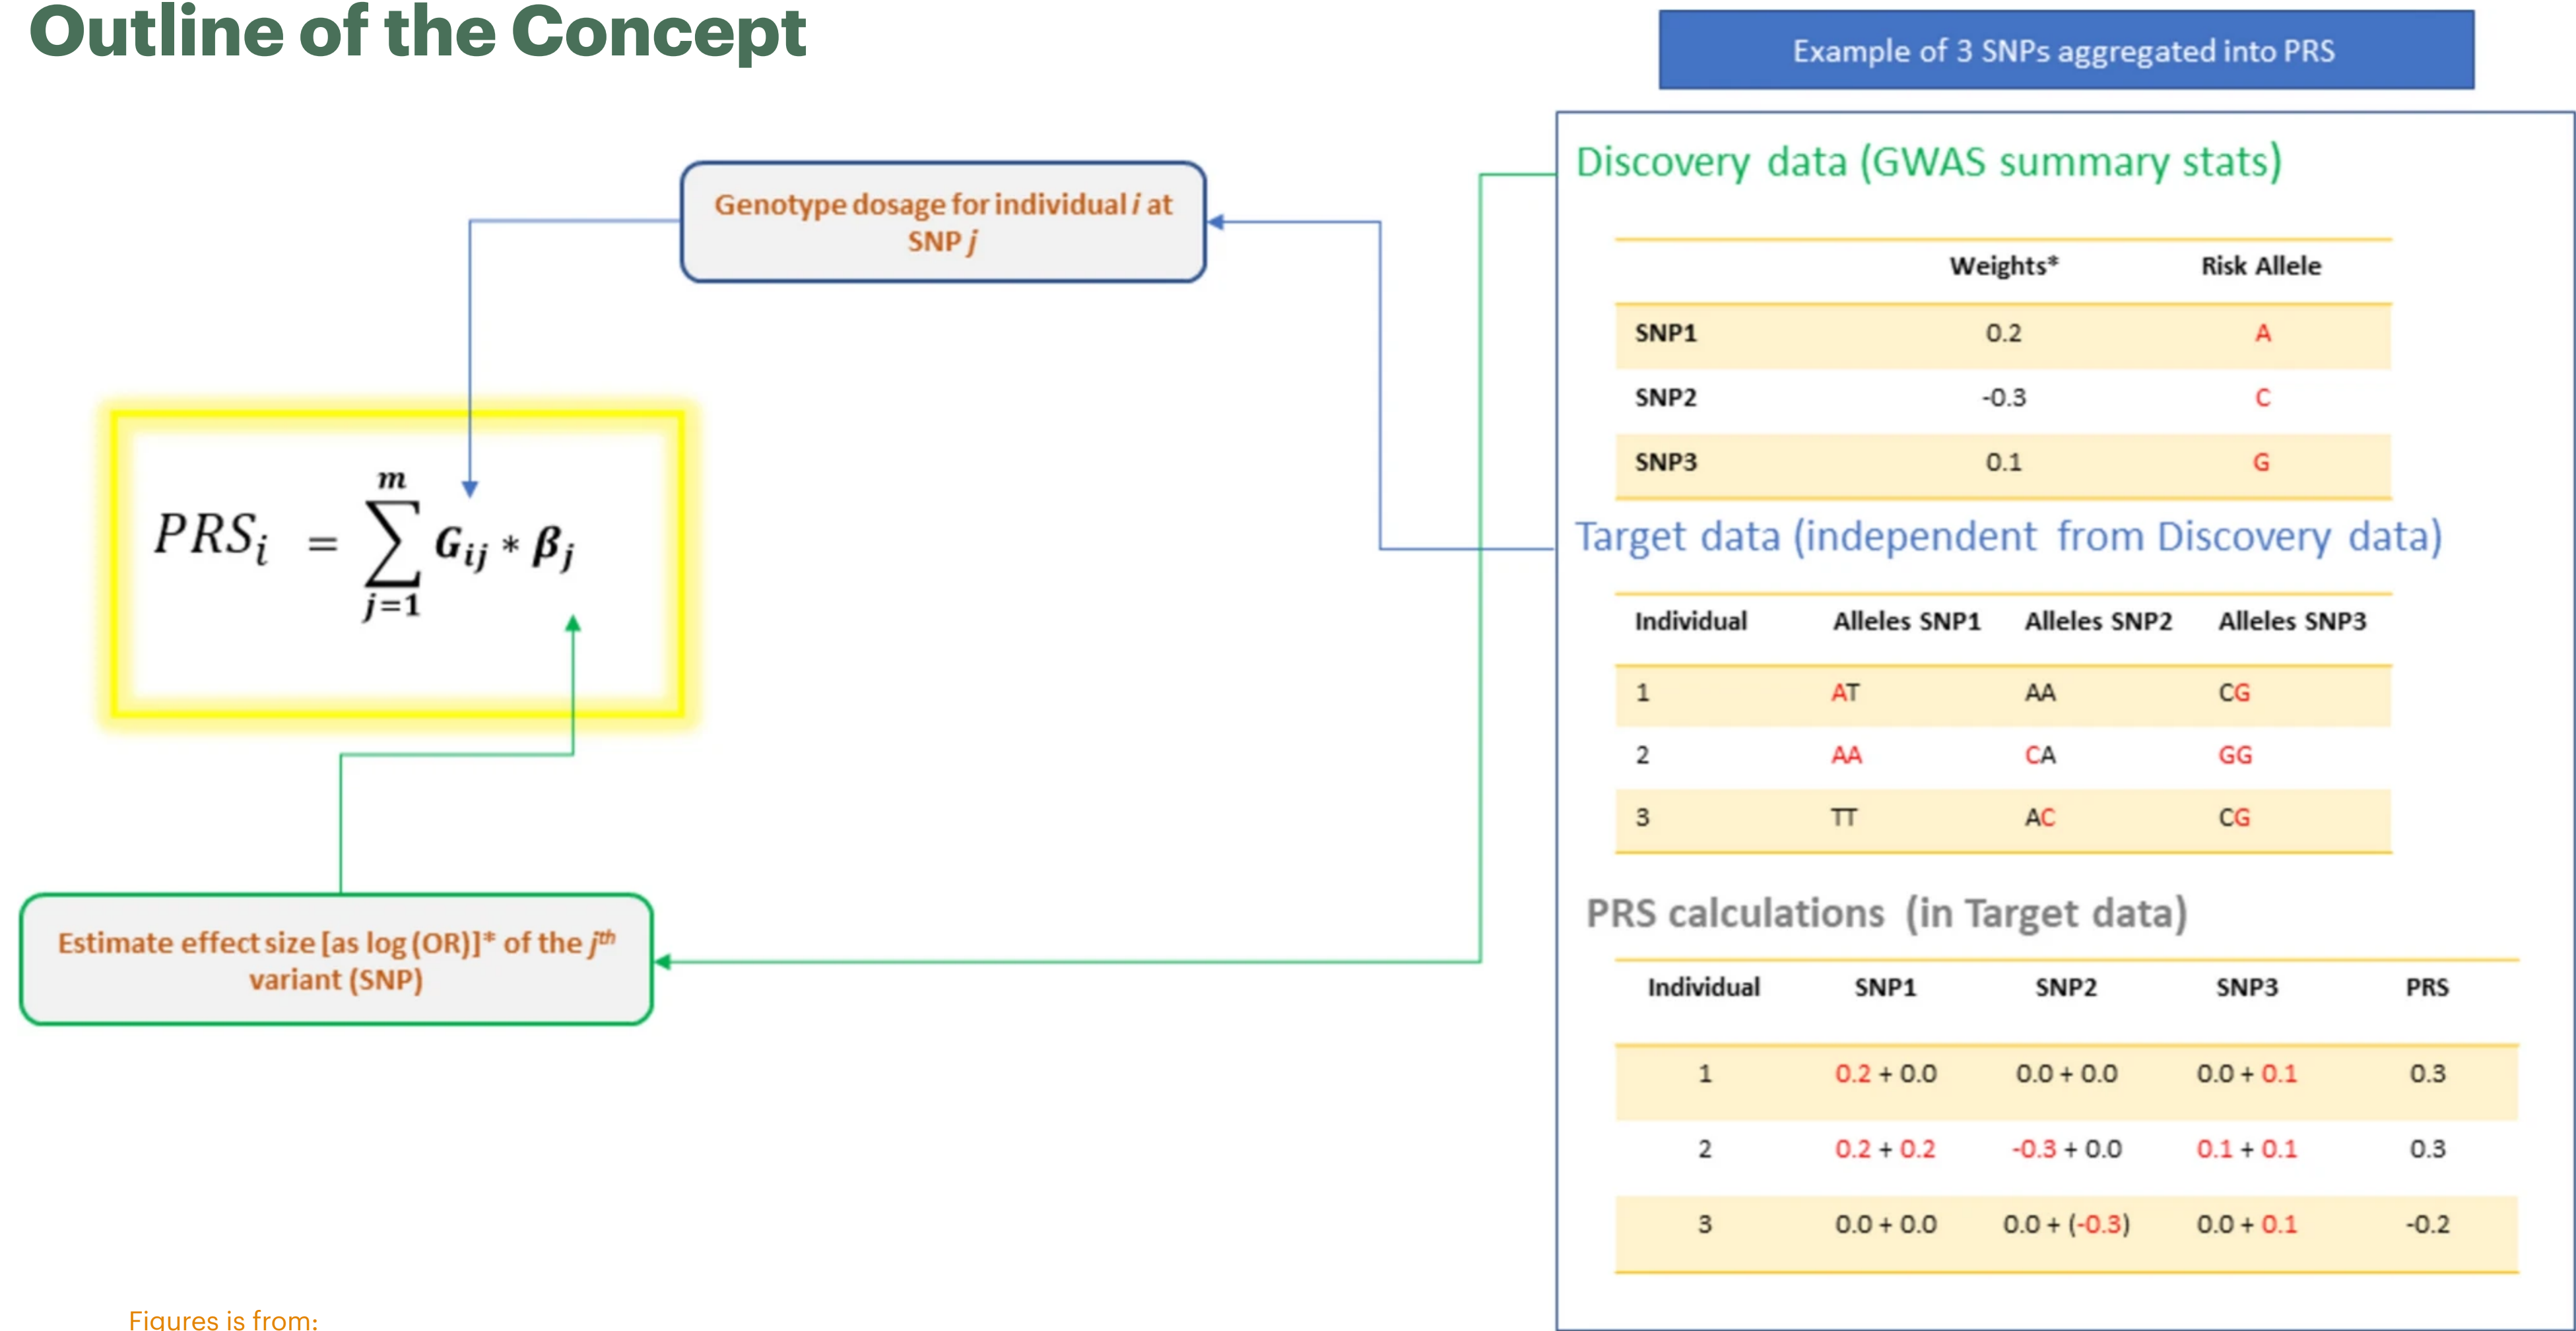 Outline of the Concept
Example of 3 SNPs aggregated into PRS
Genotype dosage for individual i at
SNP j
PRSᵢ = ∑ Gᵢⱼ * βⱼ
m
j=1
Estimate effect size [as log (OR)]* of the jth
variant (SNP)
Discovery data (GWAS summary stats)
Weights* Risk Allele
SNP1 0.2 A
SNP2 -0.3 C
SNP3 0.1 G
Target data (independent from Discovery data)
Individual Alleles SNP1 Alleles SNP2 Alleles SNP3
1 AT AA CG
2 AA CA GG
3 TT AC CG
PRS calculations (in Target data)
Individual SNP1 SNP2 SNP3 PRS
1 0.2 + 0.0 0.0 + 0.0 0.0 + 0.1 0.3
2 0.2 + 0.2 -0.3 + 0.0 0.1 + 0.1 0.3
3 0.0 + 0.0 0.0 + (-0.3) 0.0 + 0.1 -0.2
Figures is from: